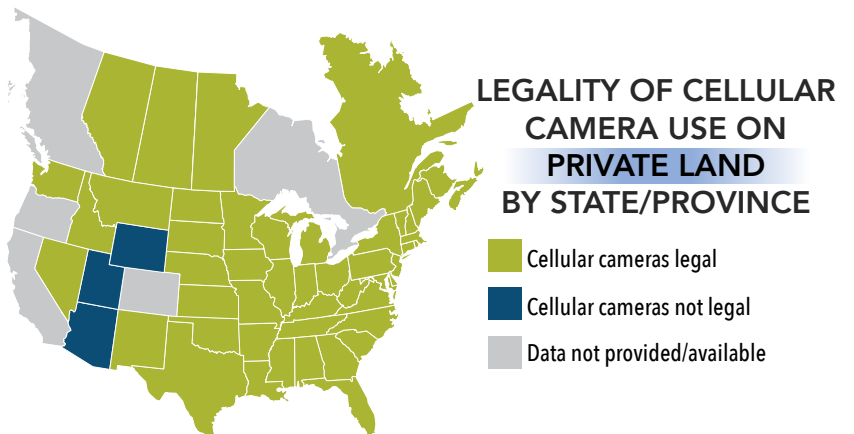 LEGALITY OF CELLULAR
CAMERA USE ON
PRIVATE LAND
BY STATE/PROVINCE
Cellular cameras legal
Cellular cameras not legal
Data not provided/available